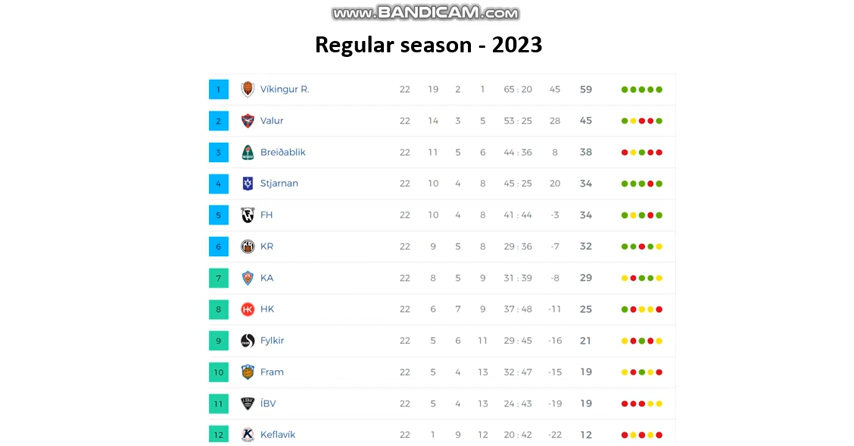 www.BANDICAM.com
Regular season - 2023
1 Víkingur R. 22 19 2 1 65 : 20 45 59
2 Valur 22 14 3 5 53 : 25 28 45
3 Breiðablik 22 11 5 6 44 : 36 8 38
4 Stjarnan 22 10 4 8 45 : 25 20 34
5 FH 22 10 4 8 41 : 44 -3 34
6 KR 22 9 5 8 29 : 36 -7 32
7 KA 22 8 5 9 31 : 39 -8 29
8 HK HK 22 6 7 9 37 : 48 -11 25
9 Fylkir 22 5 6 11 29 : 45 -16 21
10 Fram 22 5 4 13 32 : 47 -15 19
11 ÍBV 22 5 4 13 24 : 43 -19 19
12 K Keflavík 22 1 9 12 20 : 42 -22 12